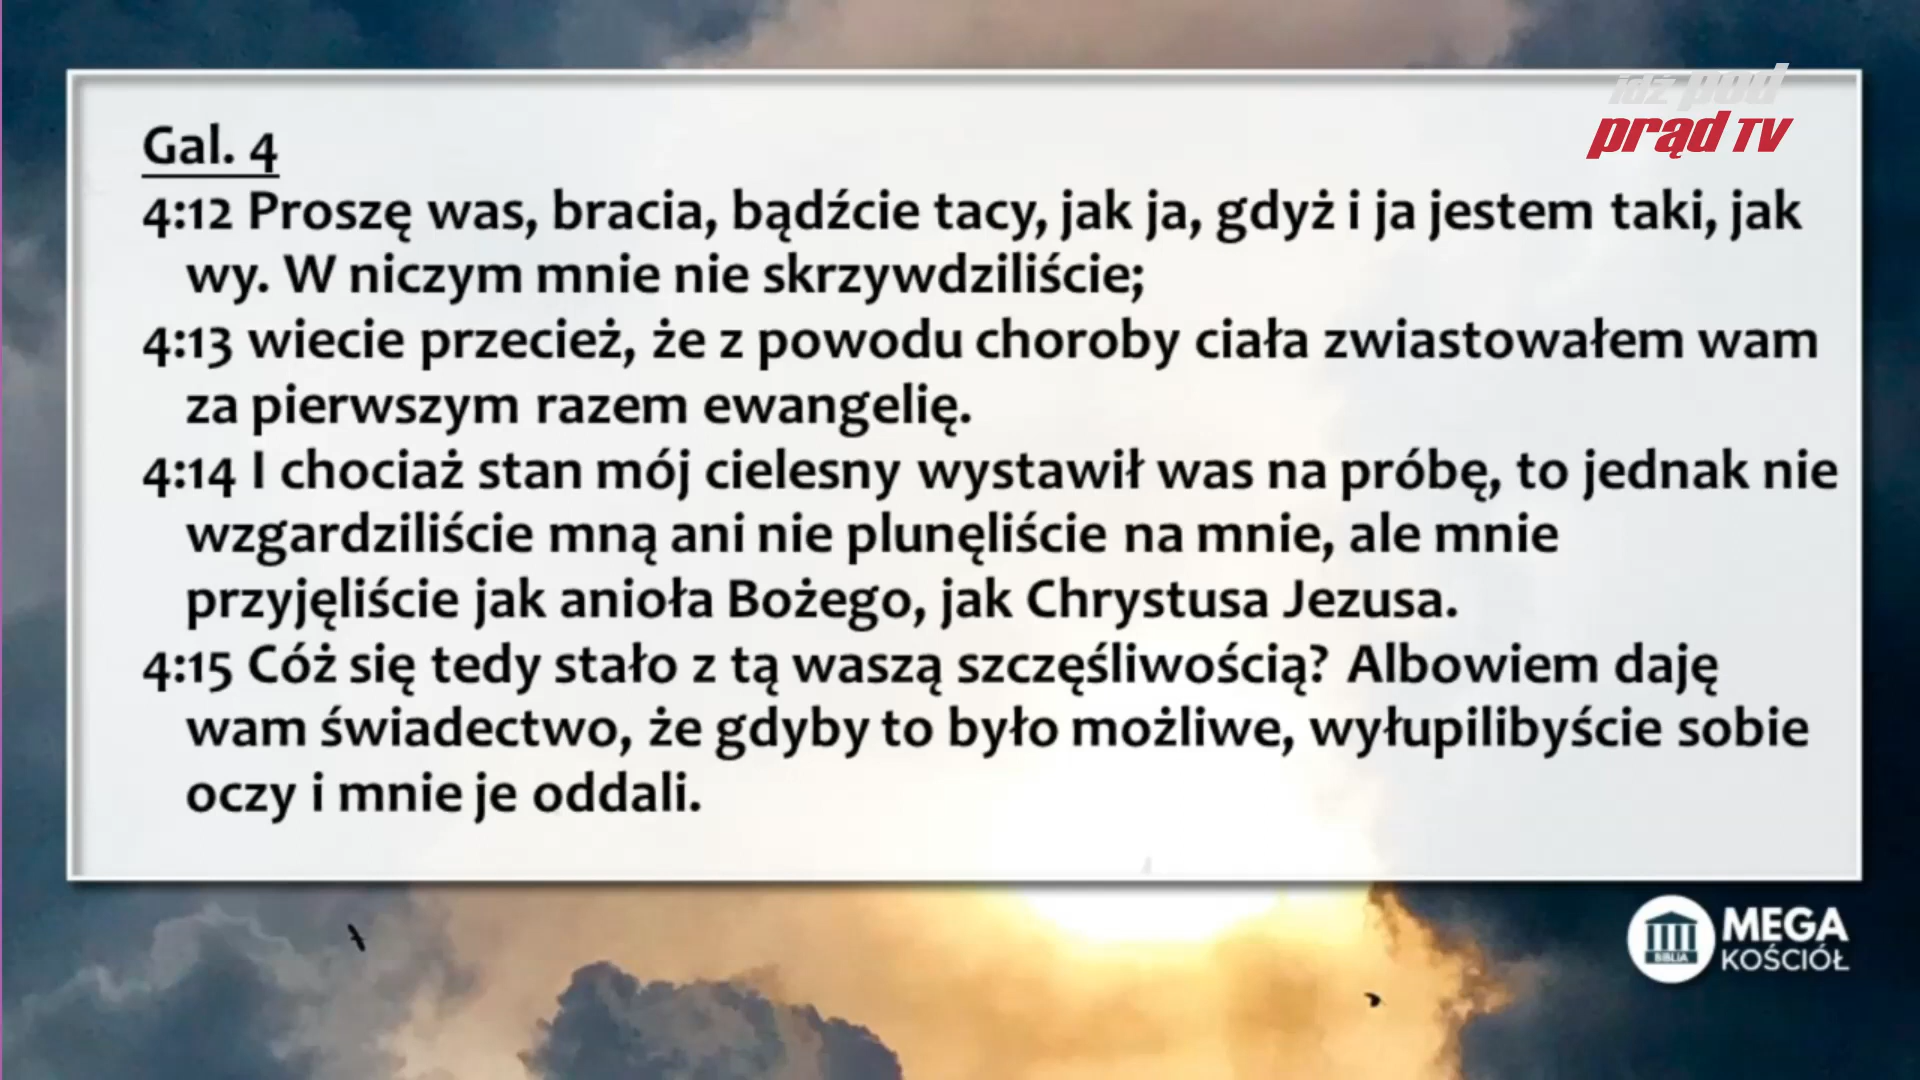 idź pod
prąd TV
Gal. 4
4:12 Proszę was, bracia, bądźcie tacy, jak ja, gdyż i ja jestem taki, jak
wy. W niczym mnie nie skrzywdziliście;
4:13 wiecie przecież, że z powodu choroby ciała zwiastowałem wam
za pierwszym razem ewangelię.
4:14 I chociaż stan mój cielesny wystawił was na próbę, to jednak nie
wzgardziliście mną ani nie plunęliście na mnie, ale mnie
przyjęliście jak anioła Bożego, jak Chrystusa Jezusa.
4:15 Cóż się tedy stało z tą waszą szczęśliwością? Albowiem daję
wam świadectwo, że gdyby to było możliwe, wyłupilibyście sobie
oczy i mnie je oddali.
BIBLIA
MEGA
KOŚCIÓŁ